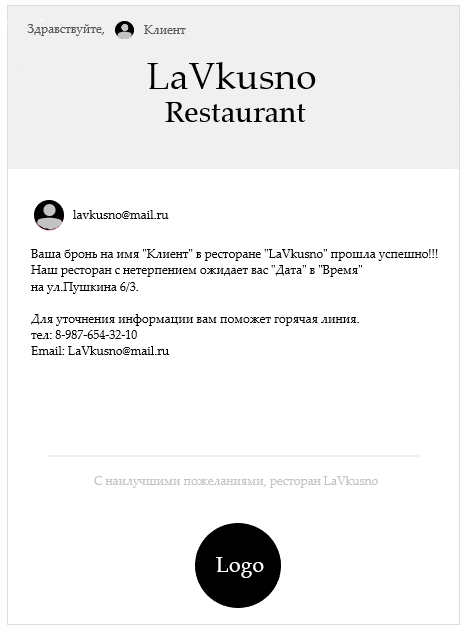 Здравствуйте, Клиент
LaVkusno
Restaurant
lavkusno@mail.ru
Ваша бронь на имя "Клиент" в ресторане "LaVkusno" прошла успешно!!!
Наш ресторан с нетерпением ожидает вас "Дата" в "Время"
на ул.Пушкина 6/3.
Для уточнения информации вам поможет горячая линия.
тел: 8-987-654-32-10
Email: LaVkusno@mail.ru
С наилучшими пожеланиями, ресторан LaVkusno
Logo